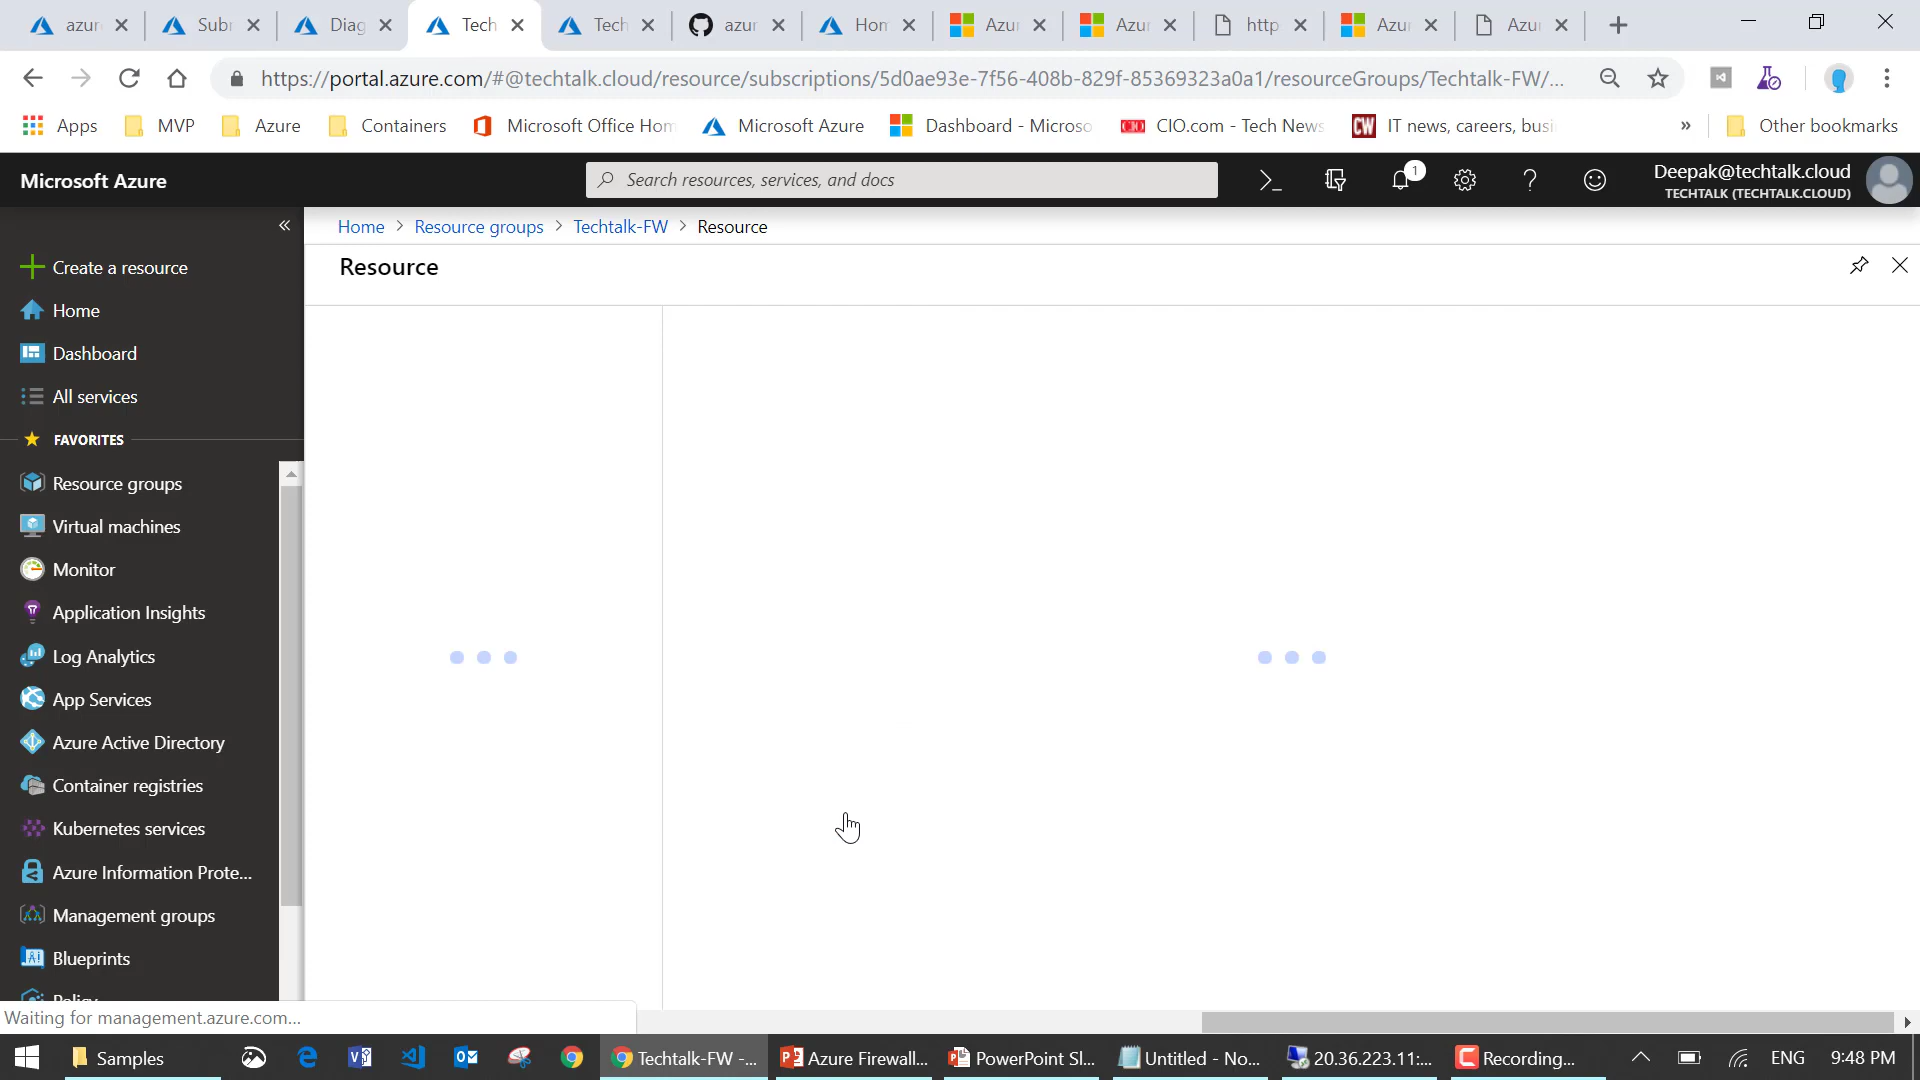 azur
Subr
Diag
Tech
Tech
azur
Hom
Azur
Azur
http
Azur
Azur
https://portal.azure.com/#@techtalk.cloud/resource/subscriptions/5d0ae93e-7f56-408b-829f-85369323a0a1/resourceGroups/Techtalk-FW/...
Apps
MVP
Azure
Containers
Microsoft Office Hom
Microsoft Azure
Dashboard - Microso
CIO.com - Tech News
CW
IT news, careers, busi
»
Other bookmarks
Microsoft Azure
Search resources, services, and docs
1
Deepak@techtalk.cloud
TECHTALK (TECHTALK.CLOUD)
Home > Resource groups > Techtalk-FW > Resource
Resource
Create a resource
Home
Dashboard
All services
FAVORITES
Resource groups
Virtual machines
Monitor
Application Insights
Log Analytics
App Services
Azure Active Directory
Container registries
Kubernetes services
Azure Information Prote...
Management groups
Blueprints
Policy
Waiting for management.azure.com...
Samples
Techtalk-FW -...
Azure Firewall...
PowerPoint Sl...
Untitled - No...
20.36.223.11:...
Recording...
ENG
9:48 PM